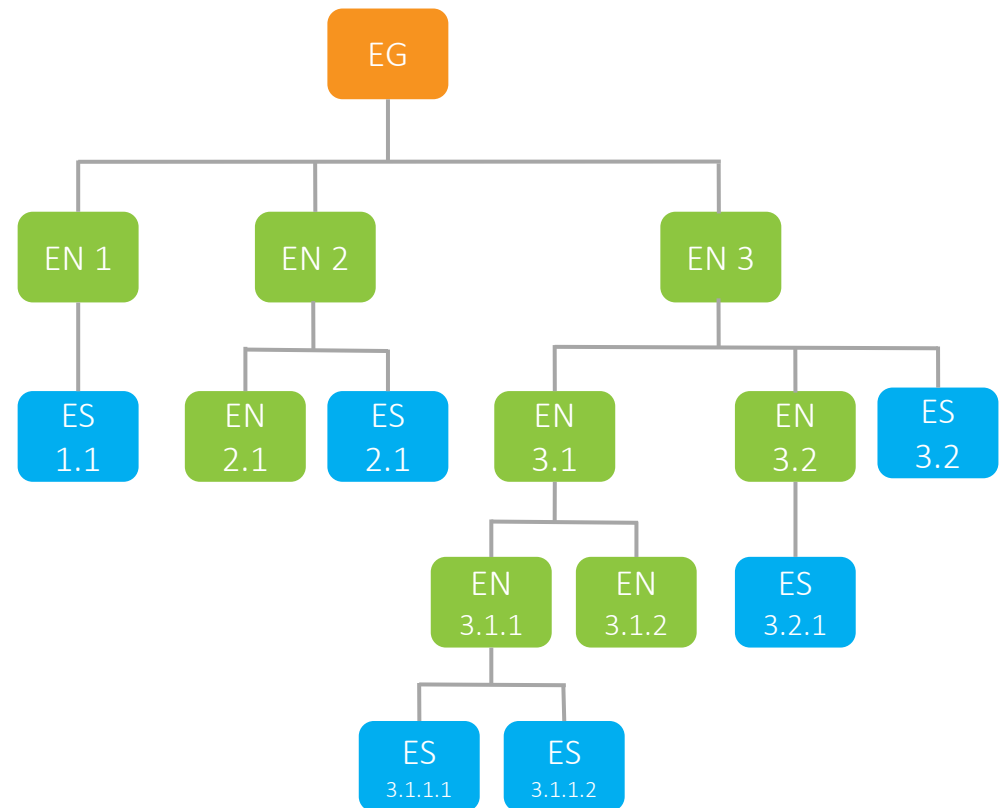 EG
EN 1
EN 2
EN 3
ES
1.1
EN
2.1
ES
2.1
EN
3.1
EN
3.2
ES
3.2
EN
3.1.1
EN
3.1.2
ES
3.2.1
ES
3.1.1.1
ES
3.1.1.2